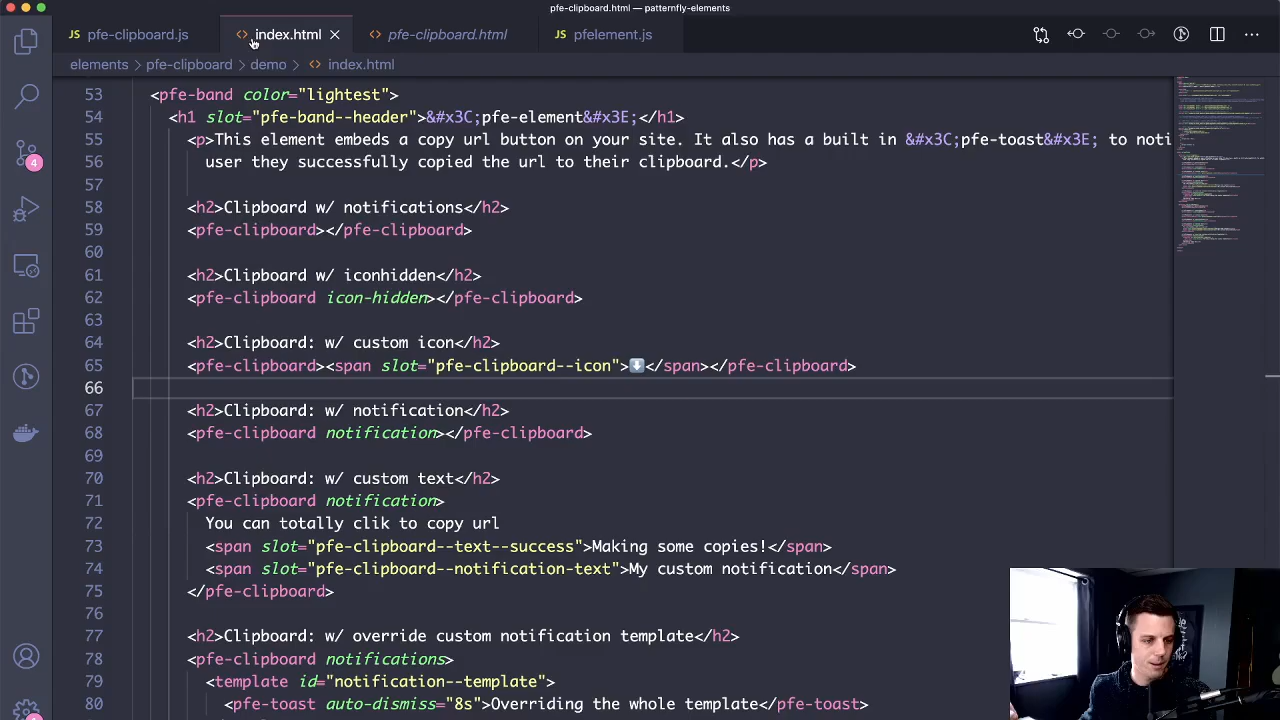 pfe-clipboard.html — patternfly-elements
JS pfe-clipboard.js
<> index.html
<> pfe-clipboard.html
JS pfelement.js
elements > pfe-clipboard > demo > <> index.html
53 <pfe-band color="lightest">
54 <h1 slot="pfe-band--header">&#x3C;pfe-element&#x3E;</h1>
55 <p>This element embeds a copy url button on your site. It also has a built in &#x3C;pfe-toast&#x3E; to noti
56 user they successfully copied the url to their clipboard.</p>
57
58 <h2>Clipboard w/ notifications</h2>
59 <pfe-clipboard></pfe-clipboard>
60
61 <h2>Clipboard w/ iconhidden</h2>
62 <pfe-clipboard icon-hidden></pfe-clipboard>
63
64 <h2>Clipboard: w/ custom icon</h2>
65 <pfe-clipboard><span slot="pfe-clipboard--icon">⬇️</span></pfe-clipboard>
66
67 <h2>Clipboard: w/ notification</h2>
68 <pfe-clipboard notification></pfe-clipboard>
69
70 <h2>Clipboard: w/ custom text</h2>
71 <pfe-clipboard notification>
72 You can totally clik to copy url
73 <span slot="pfe-clipboard--text--success">Making some copies!</span>
74 <span slot="pfe-clipboard--notification-text">My custom notification</span>
75 </pfe-clipboard>
76
77 <h2>Clipboard: w/ override custom notification template</h2>
78 <pfe-clipboard notifications>
79 <template id="notification--template">
80 <pfe-toast auto-dismiss="8s">Overriding the whole template</pfe-toast>
4
1